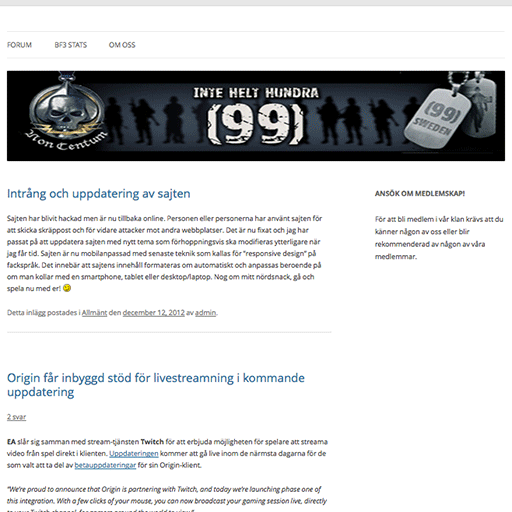 FORUM BF3 STATS OM OSS
INTE HELT HUNDRA
(99)
Non Centum
(99)
SWEDEN
Intrång och uppdatering av sajten
Sajten har blivit hackad men är nu tillbaka online. Personen eller personerna har använt sajten för
att skicka skräppost och för vidare attacker mot andra webbplatser. Det är nu fixat och jag har
passat på att uppdatera sajten med nytt tema som förhoppningsvis ska modifieras ytterligare när
jag får tid. Sajten är nu mobilanpassad med senaste teknik som kallas för "responsive design" på
fackspråk. Det innebär att sajtens innehåll formateras om automatiskt och anpassas beroende på
om man kollar med en smartphone, tablet eller desktop/laptop. Nog om mitt nördsnack, gå och
spela nu med er!
Detta inlägg postades i Allmänt den december 12, 2012 av admin.
ANSÖK OM MEDLEMSKAP!
För att bli medlem i vår klan krävs att du
känner någon av oss eller blir
rekommenderad av någon av våra
medlemmar.
Origin får inbyggd stöd för livestreamning i kommande
uppdatering
2 svar
EA slår sig samman med stream-tjänsten Twitch för att erbjuda möjligheten för spelare att streama
video från spel direkt i klienten. Uppdateringen kommer att gå live inom de närmsta dagarna för de
som valt att ta del av betauppdateringar för sin Origin-klient.
"We're proud to announce that Origin is partnering with Twitch, and today we're launching phase one of
this integration. With a few clicks of your mouse, you can now broadcast your gaming session live, directly
to your Twitch channel, for gamers around the world to view."